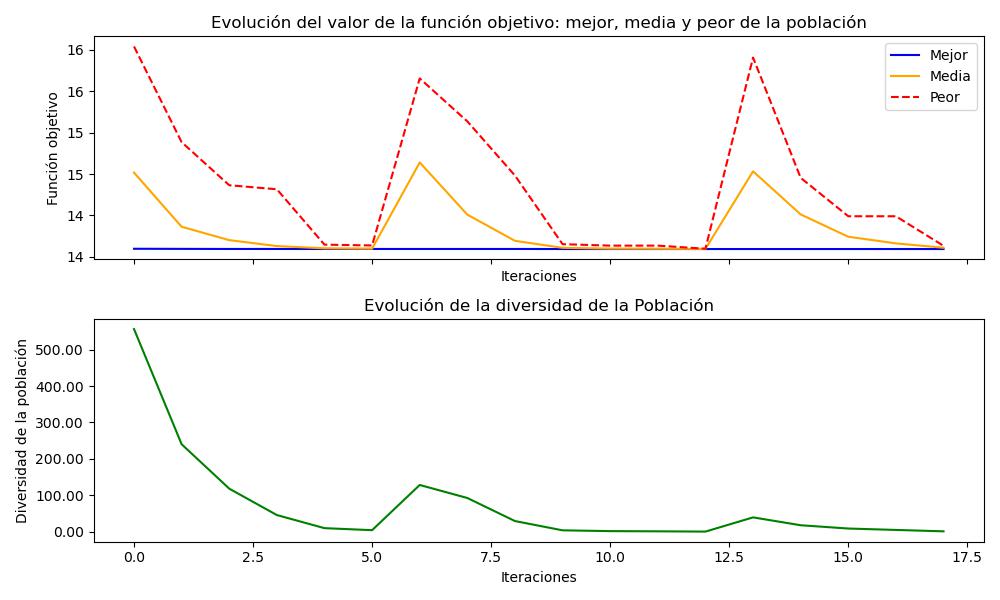 Evolución del valor de la función objetivo: mejor, media y peor de la población
Función objetivo
16
16
15
15
14
14
Mejor
Media
Peor
Iteraciones
Evolución de la diversidad de la Población
Diversidad de la población
500.00
400.00
300.00
200.00
100.00
0.00
0.0 2.5 5.0 7.5 10.0 12.5 15.0 17.5
Iteraciones